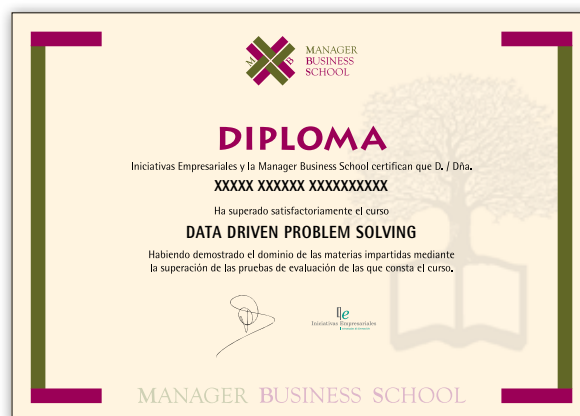 M B
MANAGER
BUSINESS
SCHOOL
DIPLOMA
Iniciativas Empresariales y la Manager Business School certifican que D. / Dña.
XXXXX XXXXXX XXXXXXXXXX
Ha superado satisfactoriamente el curso
DATA DRIVEN PROBLEM SOLVING
Habiendo demostrado el dominio de las materias impartidas mediante
la superación de las pruebas de evaluación de las que consta el curso.
Iniciativas Empresariales
MANAGER BUSINESS SCHOOL